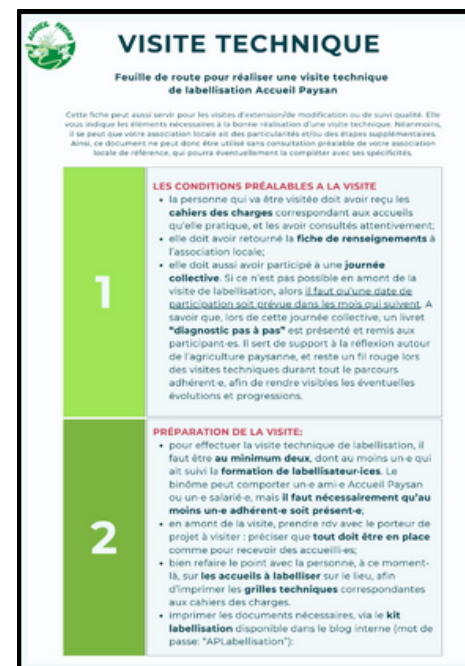 ACCUEIL PAYSAN
VISITE TECHNIQUE
Feuille de route pour réaliser une visite technique
de labellisation Accueil Paysan
Cette fiche peut aussi servir pour les visites d'extension/de modification ou de suivi qualité. Elle
vous indique les éléments nécessaires à la bonne réalisation d'une visite technique. Néanmoins,
il se peut que votre association locale ait des particularités et/ou des étapes supplémentaires.
Ainsi, ce document ne peut donc être utilisé sans consultation préalable de votre association
locale de référence, qui pourra éventuellement la compléter avec ses spécificités.
1
LES CONDITIONS PRÉALABLES A LA VISITE
• la personne qui va être visitée doit avoir reçu les
cahiers des charges correspondant aux accueils
qu'elle pratique, et les avoir consultés attentivement;
• elle doit avoir retourné la fiche de renseignements à
l'association locale;
• elle doit aussi avoir participé à une journée
collective. Si ce n'est pas possible en amont de la
visite de labellisation, alors il faut qu'une date de
participation soit prévue dans les mois qui suivent. A
savoir que, lors de cette journée collective, un livret
"diagnostic pas à pas" est présenté et remis aux
participant·es. Il sert de support à la réflexion autour
de l'agriculture paysanne, et reste un fil rouge lors
des visites techniques durant tout le parcours
adhérent·e, afin de rendre visibles les éventuelles
évolutions et progressions.
2
PRÉPARATION DE LA VISITE:
• pour effectuer la visite technique de labellisation, il
faut être au minimum deux, dont au moins un·e qui
ait suivi la formation de labellisateur·ices. Le
binôme peut comporter un·e ami·e Accueil Paysan
ou un·e salarié·e, mais il faut nécessairement qu'au
moins un·e adhérent·e soit présent·e;
• en amont de la visite, prendre rdv avec le porteur de
projet à visiter : préciser que tout doit être en place
comme pour recevoir des accueilli·es;
• bien refaire le point avec la personne, à ce moment-
là, sur les accueils à labelliser sur le lieu, afin
d'imprimer les grilles techniques correspondantes
aux cahiers des charges.
• imprimer les documents nécessaires, via le kit
labellisation disponible dans le blog interne (mot de
passe: "APLabellisation"):